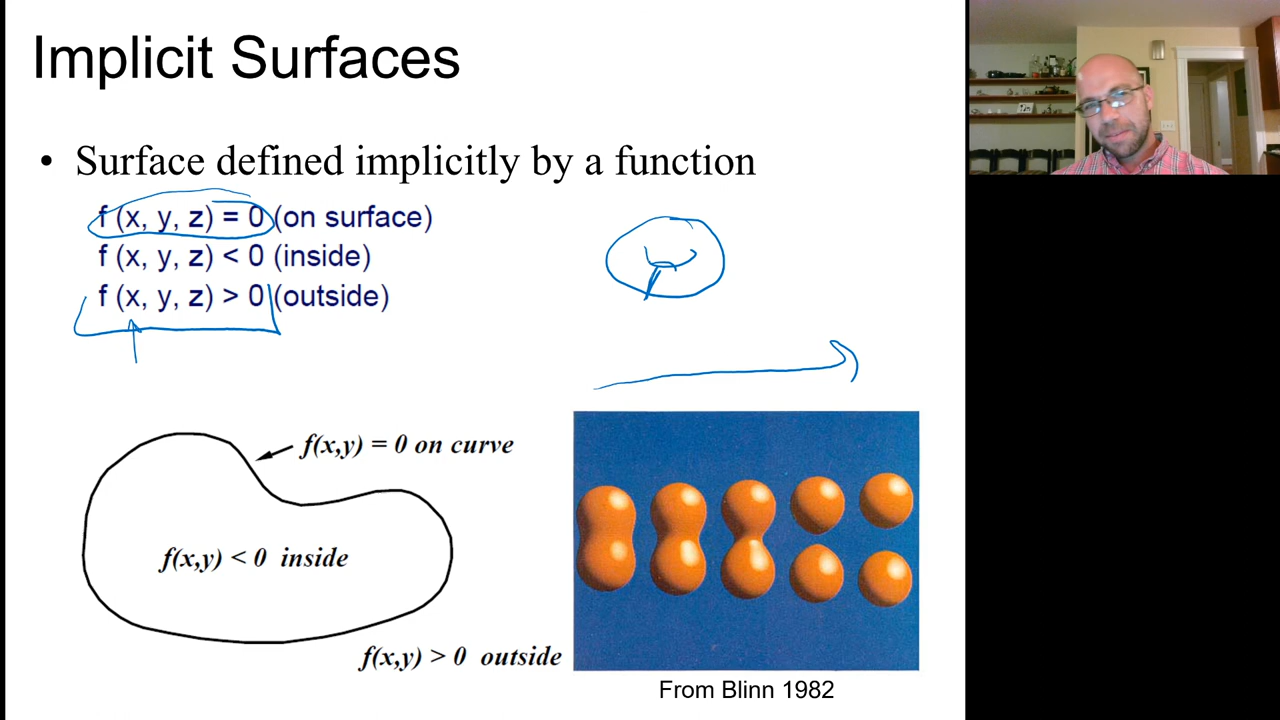 Implicit Surfaces
• Surface defined implicitly by a function
f (x, y, z) = 0 (on surface)
f (x, y, z) < 0 (inside)
f (x, y, z) > 0 (outside)
f(x,y) = 0 on curve
f(x,y) < 0 inside
f(x,y) > 0 outside
From Blinn 1982